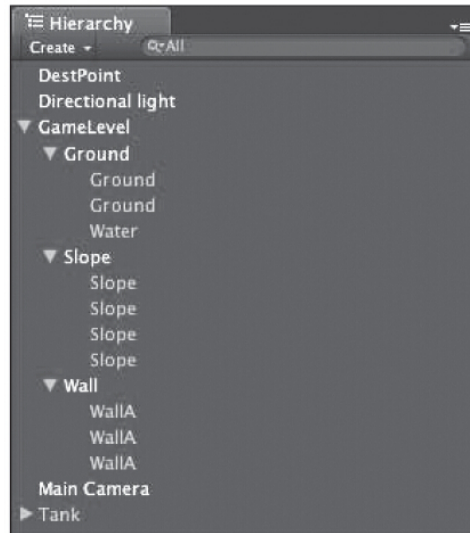 Hierarchy
Create All
DestPoint
Directional light
GameLevel
Ground
Ground
Ground
Water
Slope
Slope
Slope
Slope
Slope
Wall
WallA
WallA
WallA
Main Camera
Tank